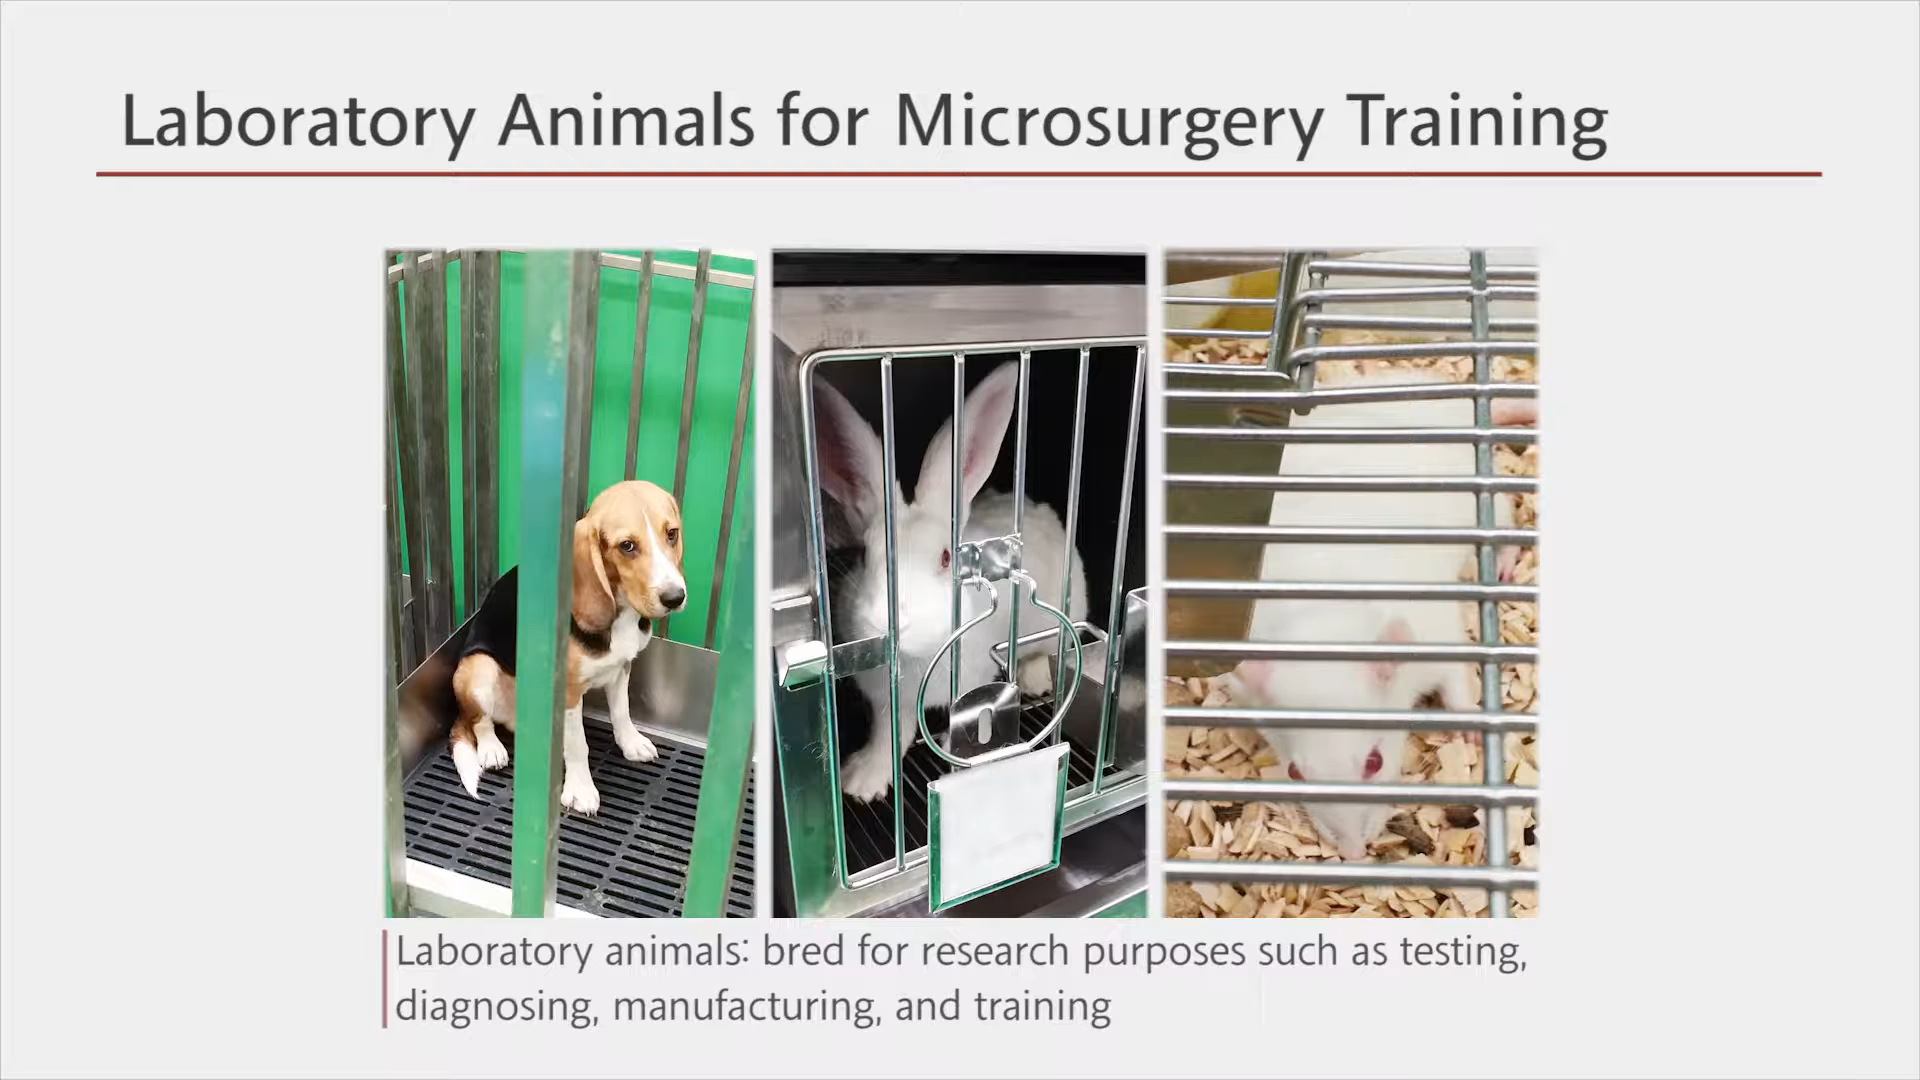 Laboratory Animals for Microsurgery Training
Laboratory animals: bred for research purposes such as testing,
diagnosing, manufacturing, and training